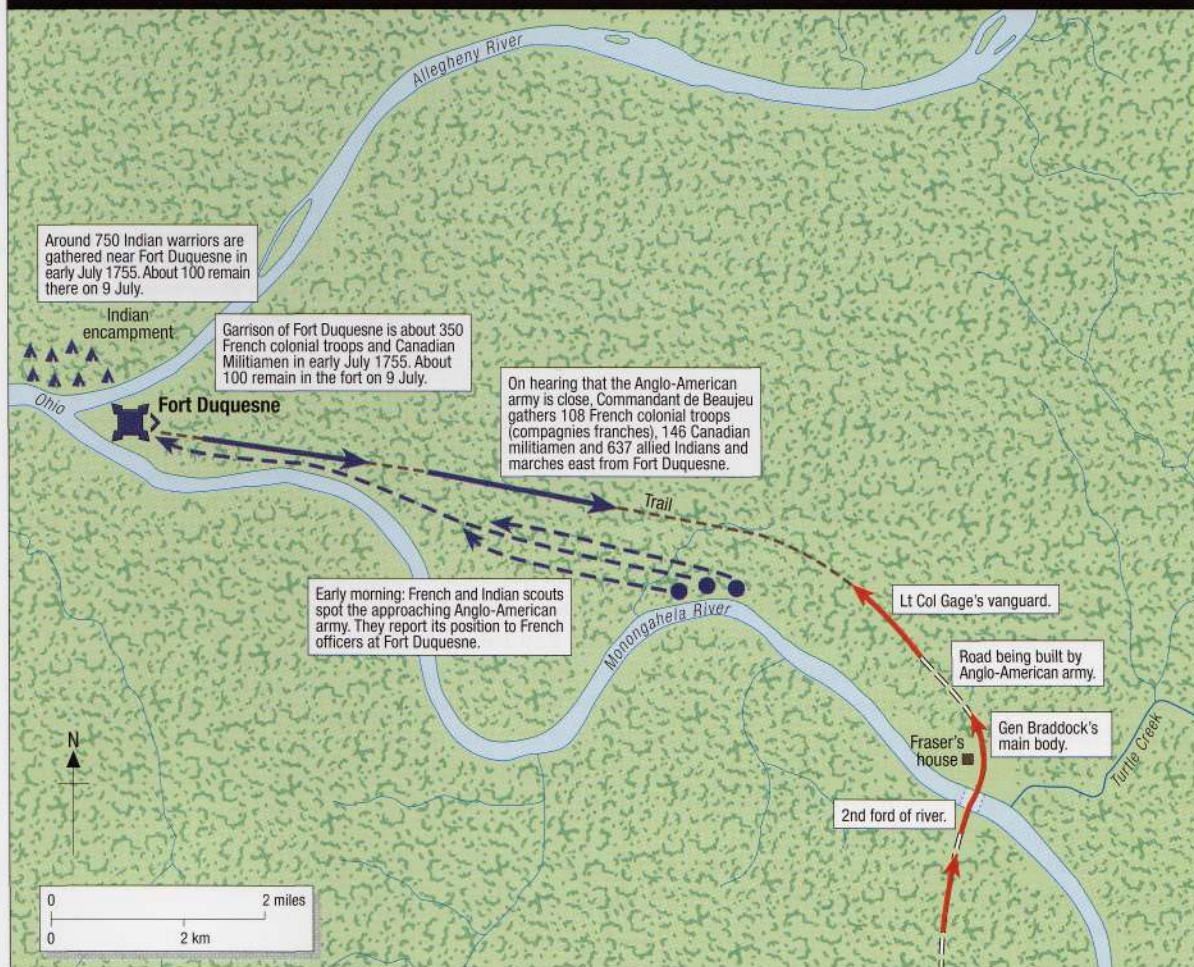 Allegheny River
Around 750 Indian warriors are
gathered near Fort Duquesne in
early July 1755. About 100 remain
there on 9 July.
Indian
encampment
Garrison of Fort Duquesne is about 350
French colonial troops and Canadian
Militiamen in early July 1755. About
100 remain in the fort on 9 July.
Ohio
Fort Duquesne
On hearing that the Anglo-American
army is close, Commandant de Beaujeu
gathers 108 French colonial troops
(compagnies franches), 146 Canadian
militiamen and 637 allied Indians and
marches east from Fort Duquesne.
Trail
Early morning: French and Indian scouts
spot the approaching Anglo-American
army. They report its position to French
officers at Fort Duquesne.
Monongahela River
Lt Col Gage's vanguard.
Road being built by
Anglo-American army.
Gen Braddock's
main body.
Fraser's
house
Turtle Creek
2nd ford of river.
N
0 2 miles
0 2 km